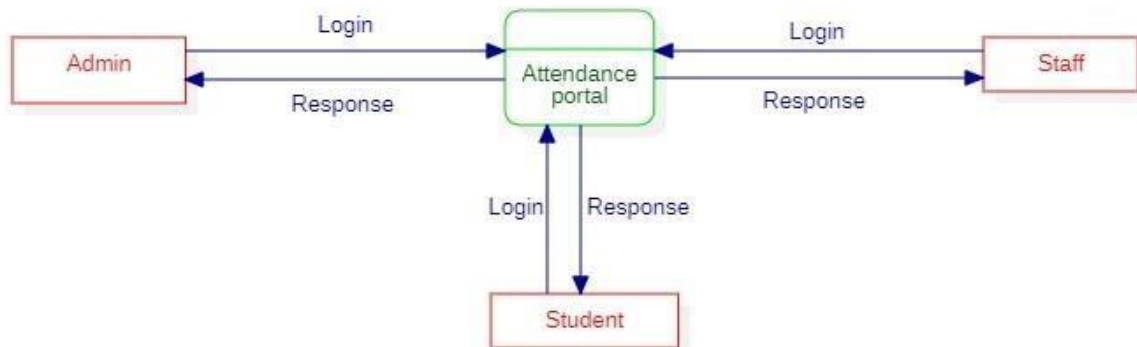 Login
Login
Admin
Attendance
portal
Staff
Response
Response
Login
Response
Student